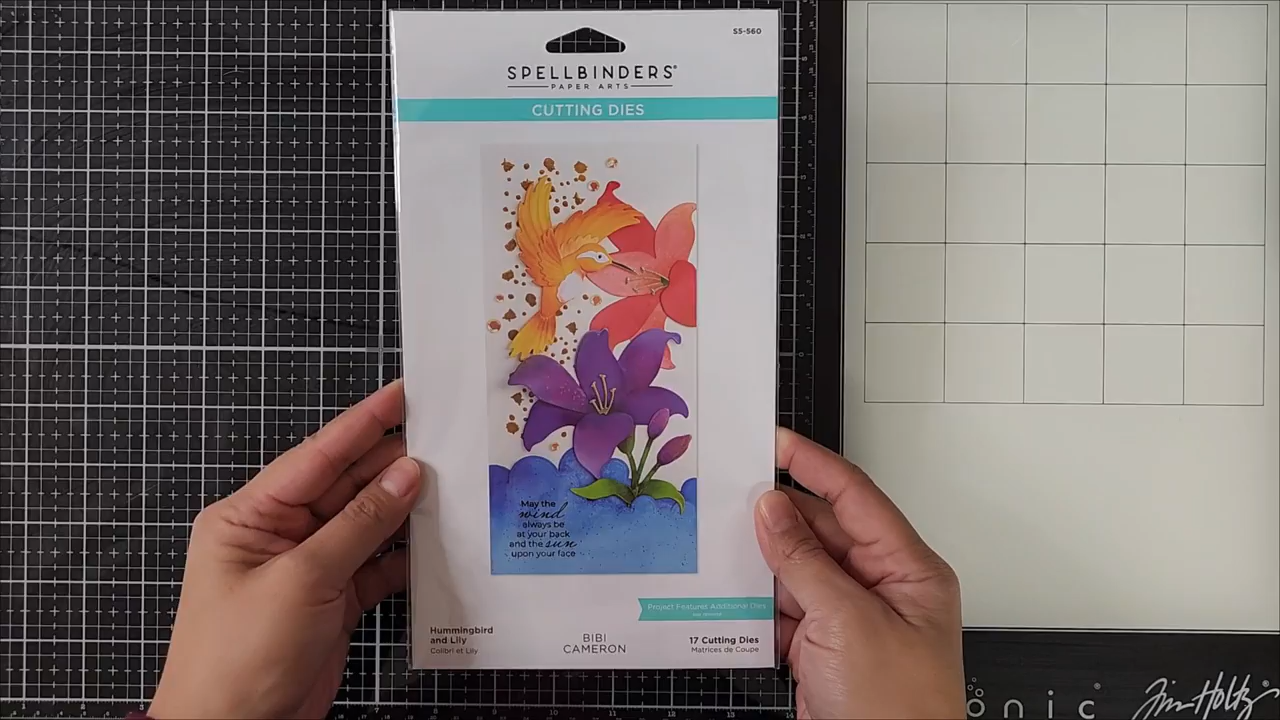 S5-560
SPELLBINDERS®
PAPER ARTS
CUTTING DIES
May the
wind
always be
at your back
and the sun
upon your face
Project Features Additional Dies
Hummingbird
and Lily
Colibri et Lily
BIBI
CAMERON
17 Cutting Dies
Matrices de Coupe
onic®
Tim Holtz